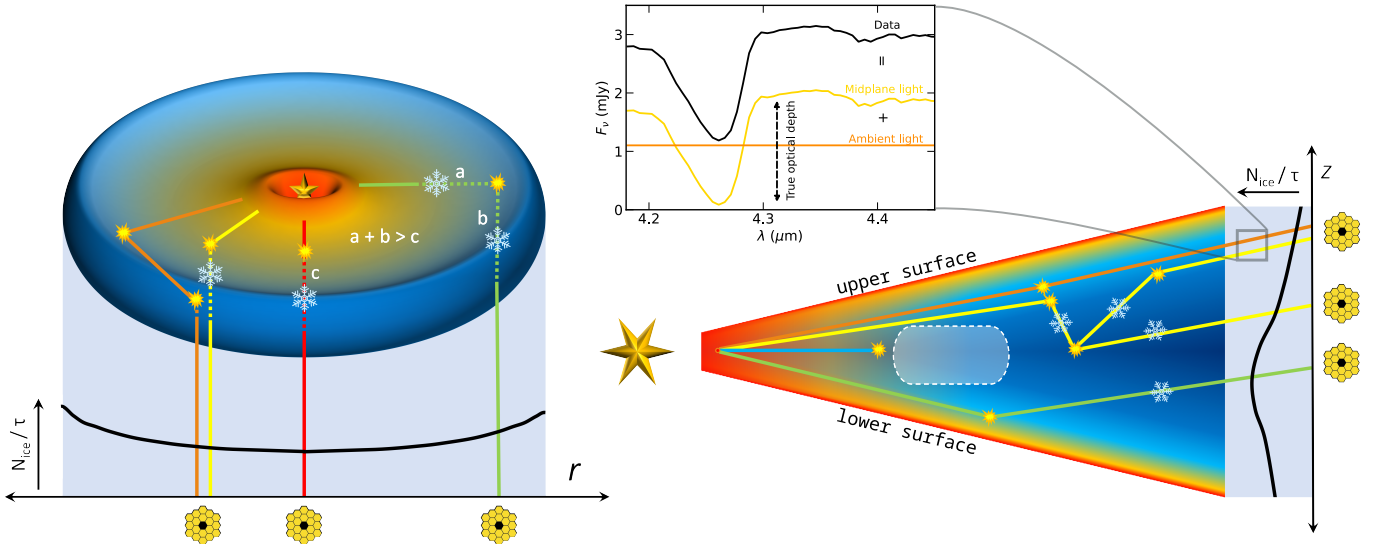 a
b
a + b > c
c
N_ice / τ
r
3
2
1
0
F_ν (mJy)
4.2
4.3
4.4
λ (μm)
Data
=
Midplane light
+
Ambient light
True optical depth
N_ice / τ
Z
upper surface
lower surface